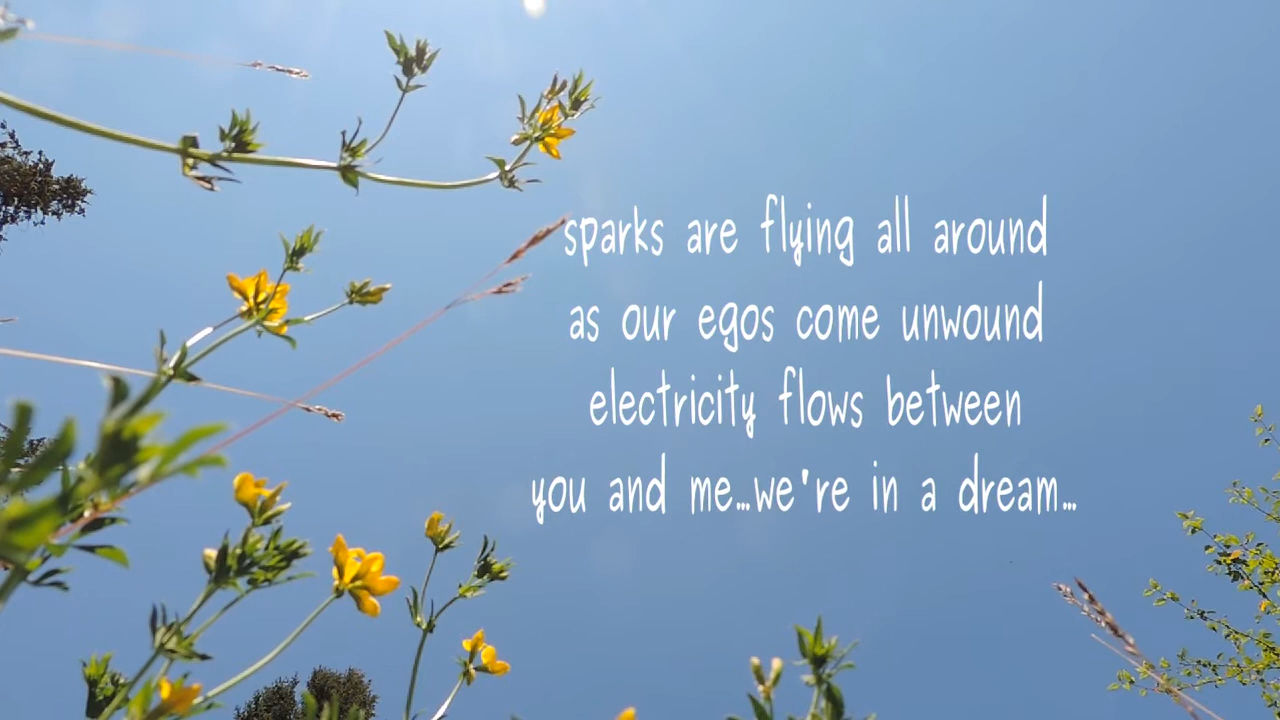 sparks are flying all around
as our egos come unwound
electricity flows between
you and me...we're in a dream...